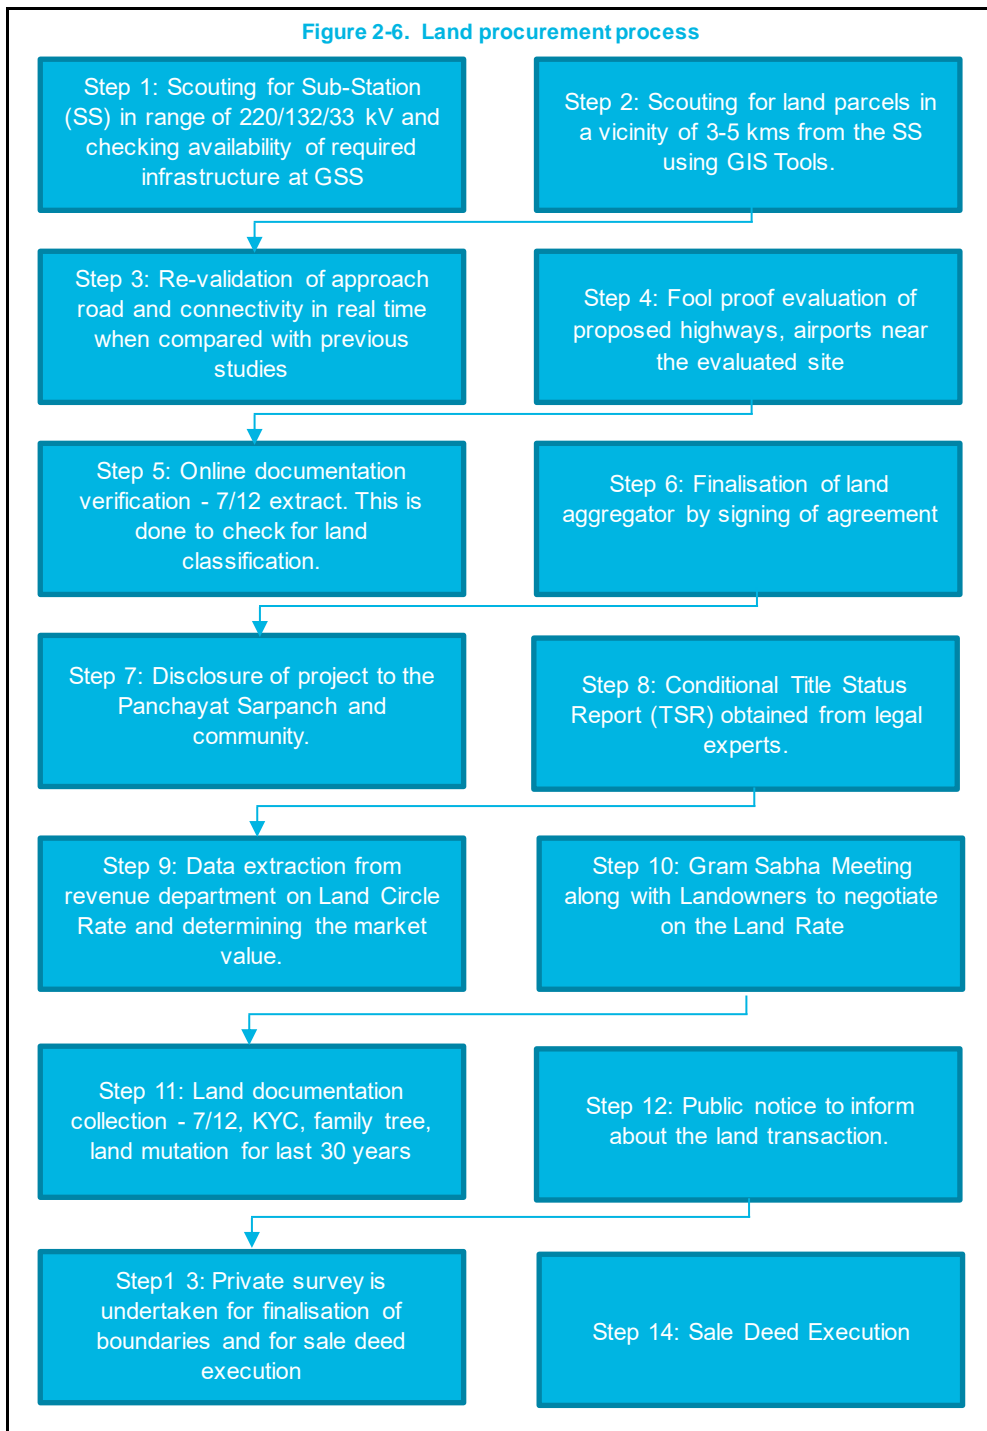 Figure 2-6. Land procurement process
Step 1: Scouting for Sub-Station
(SS) in range of 220/132/33 kV and
checking availability of required
infrastructure at GSS
Step 2: Scouting for land parcels in
a vicinity of 3-5 kms from the SS
using GIS Tools.
Step 3: Re-validation of approach
road and connectivity in real time
when compared with previous
studies
Step 4: Fool proof evaluation of
proposed highways, airports near
the evaluated site
Step 5: Online documentation
verification - 7/12 extract. This is
done to check for land
classification.
Step 6: Finalisation of land
aggregator by signing of agreement
Step 7: Disclosure of project to the
Panchayat Sarpanch and
community.
Step 8: Conditional Title Status
Report (TSR) obtained from legal
experts.
Step 9: Data extraction from
revenue department on Land Circle
Rate and determining the market
value.
Step 10: Gram Sabha Meeting
along with Landowners to negotiate
on the Land Rate
Step 11: Land documentation
collection - 7/12, KYC, family tree,
land mutation for last 30 years
Step 12: Public notice to inform
about the land transaction.
Step1 3: Private survey is
undertaken for finalisation of
boundaries and for sale deed
execution
Step 14: Sale Deed Execution